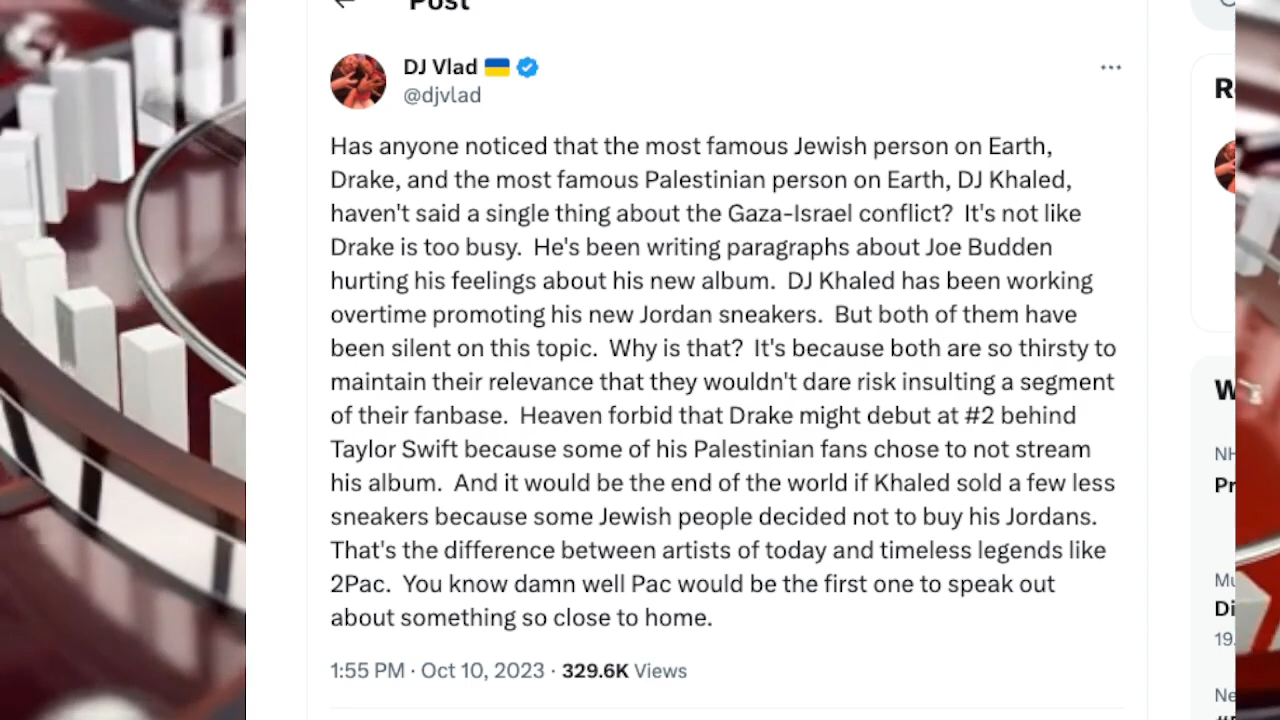 Post
DJ Vlad
@djvlad
Has anyone noticed that the most famous Jewish person on Earth,
Drake, and the most famous Palestinian person on Earth, DJ Khaled,
haven't said a single thing about the Gaza-Israel conflict?  It's not like
Drake is too busy.  He's been writing paragraphs about Joe Budden
hurting his feelings about his new album.  DJ Khaled has been working
overtime promoting his new Jordan sneakers.  But both of them have
been silent on this topic.  Why is that?  It's because both are so thirsty to
maintain their relevance that they wouldn't dare risk insulting a segment
of their fanbase.  Heaven forbid that Drake might debut at #2 behind
Taylor Swift because some of his Palestinian fans chose to not stream
his album.  And it would be the end of the world if Khaled sold a few less
sneakers because some Jewish people decided not to buy his Jordans.
That's the difference between artists of today and timeless legends like
2Pac.  You know damn well Pac would be the first one to speak out
about something so close to home.
1:55 PM · Oct 10, 2023 · 329.6K Views